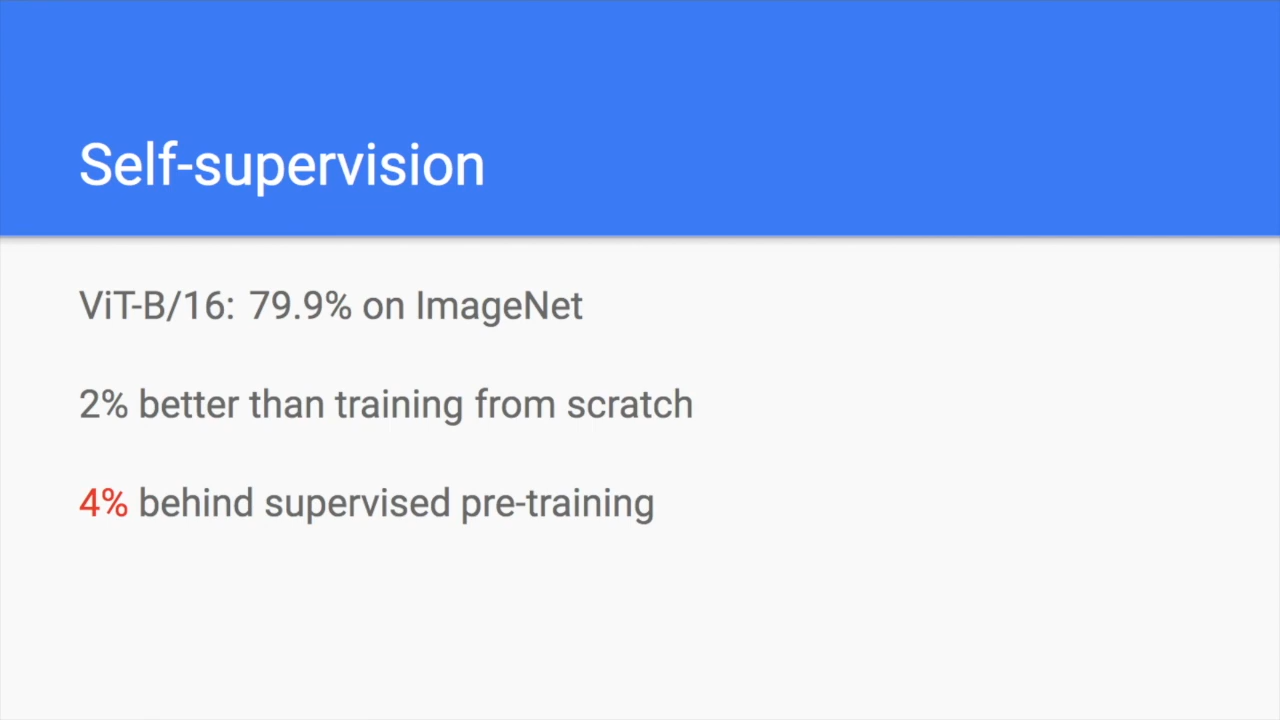 Self-supervision
ViT-B/16: 79.9% on ImageNet
2% better than training from scratch
4% behind supervised pre-training